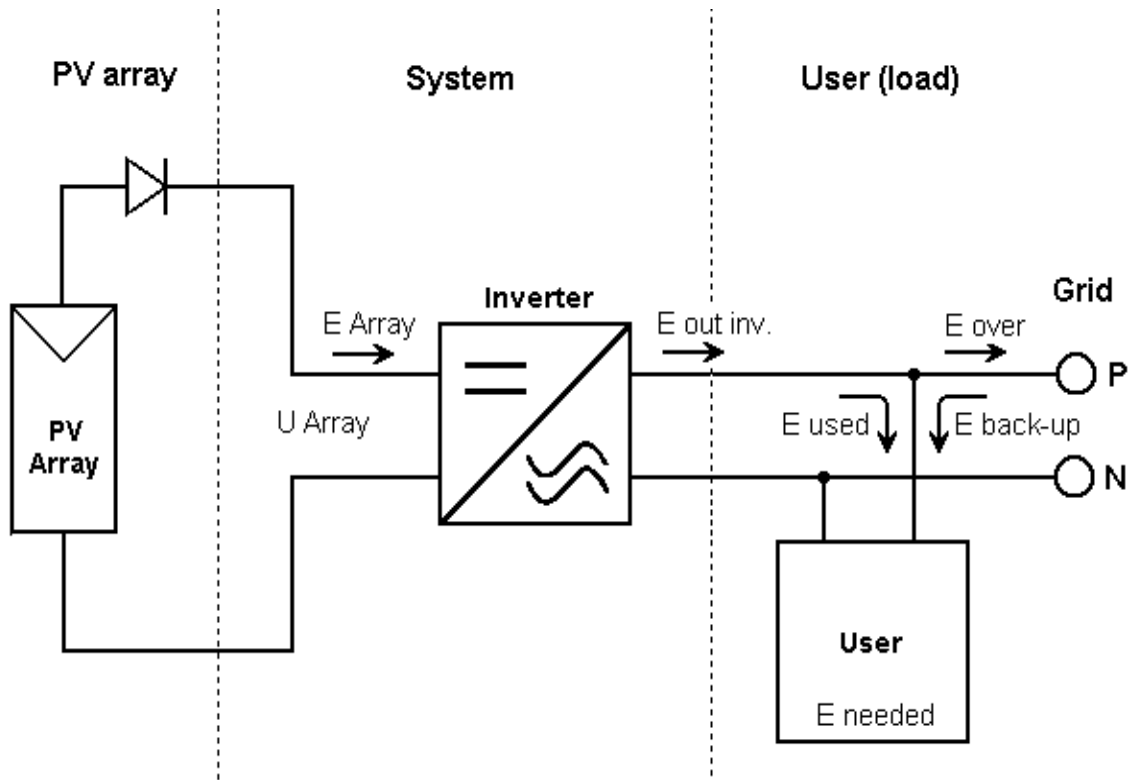 PV array
System
User (load)
Grid
Inverter
E Array
E out inv.
E over
P
U Array
E used
E back-up
PV
Array
N
User
E needed